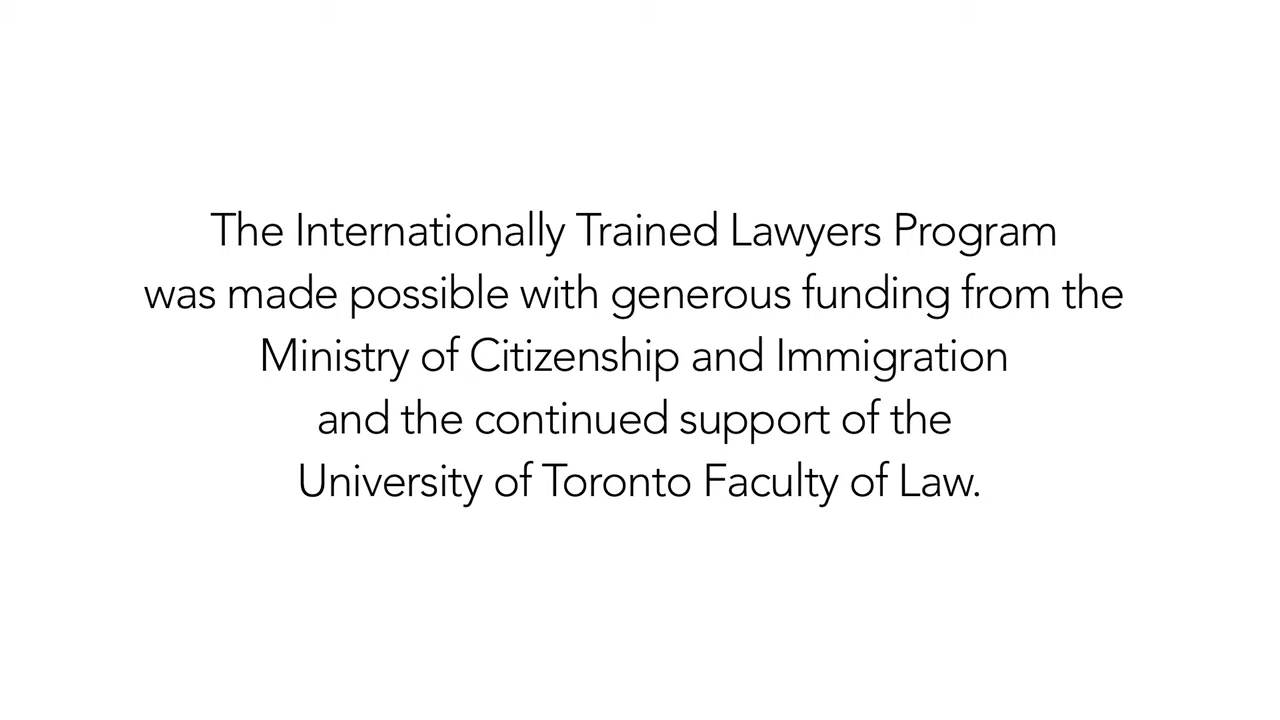 The Internationally Trained Lawyers Program
was made possible with generous funding from the
Ministry of Citizenship and Immigration
and the continued support of the
University of Toronto Faculty of Law.